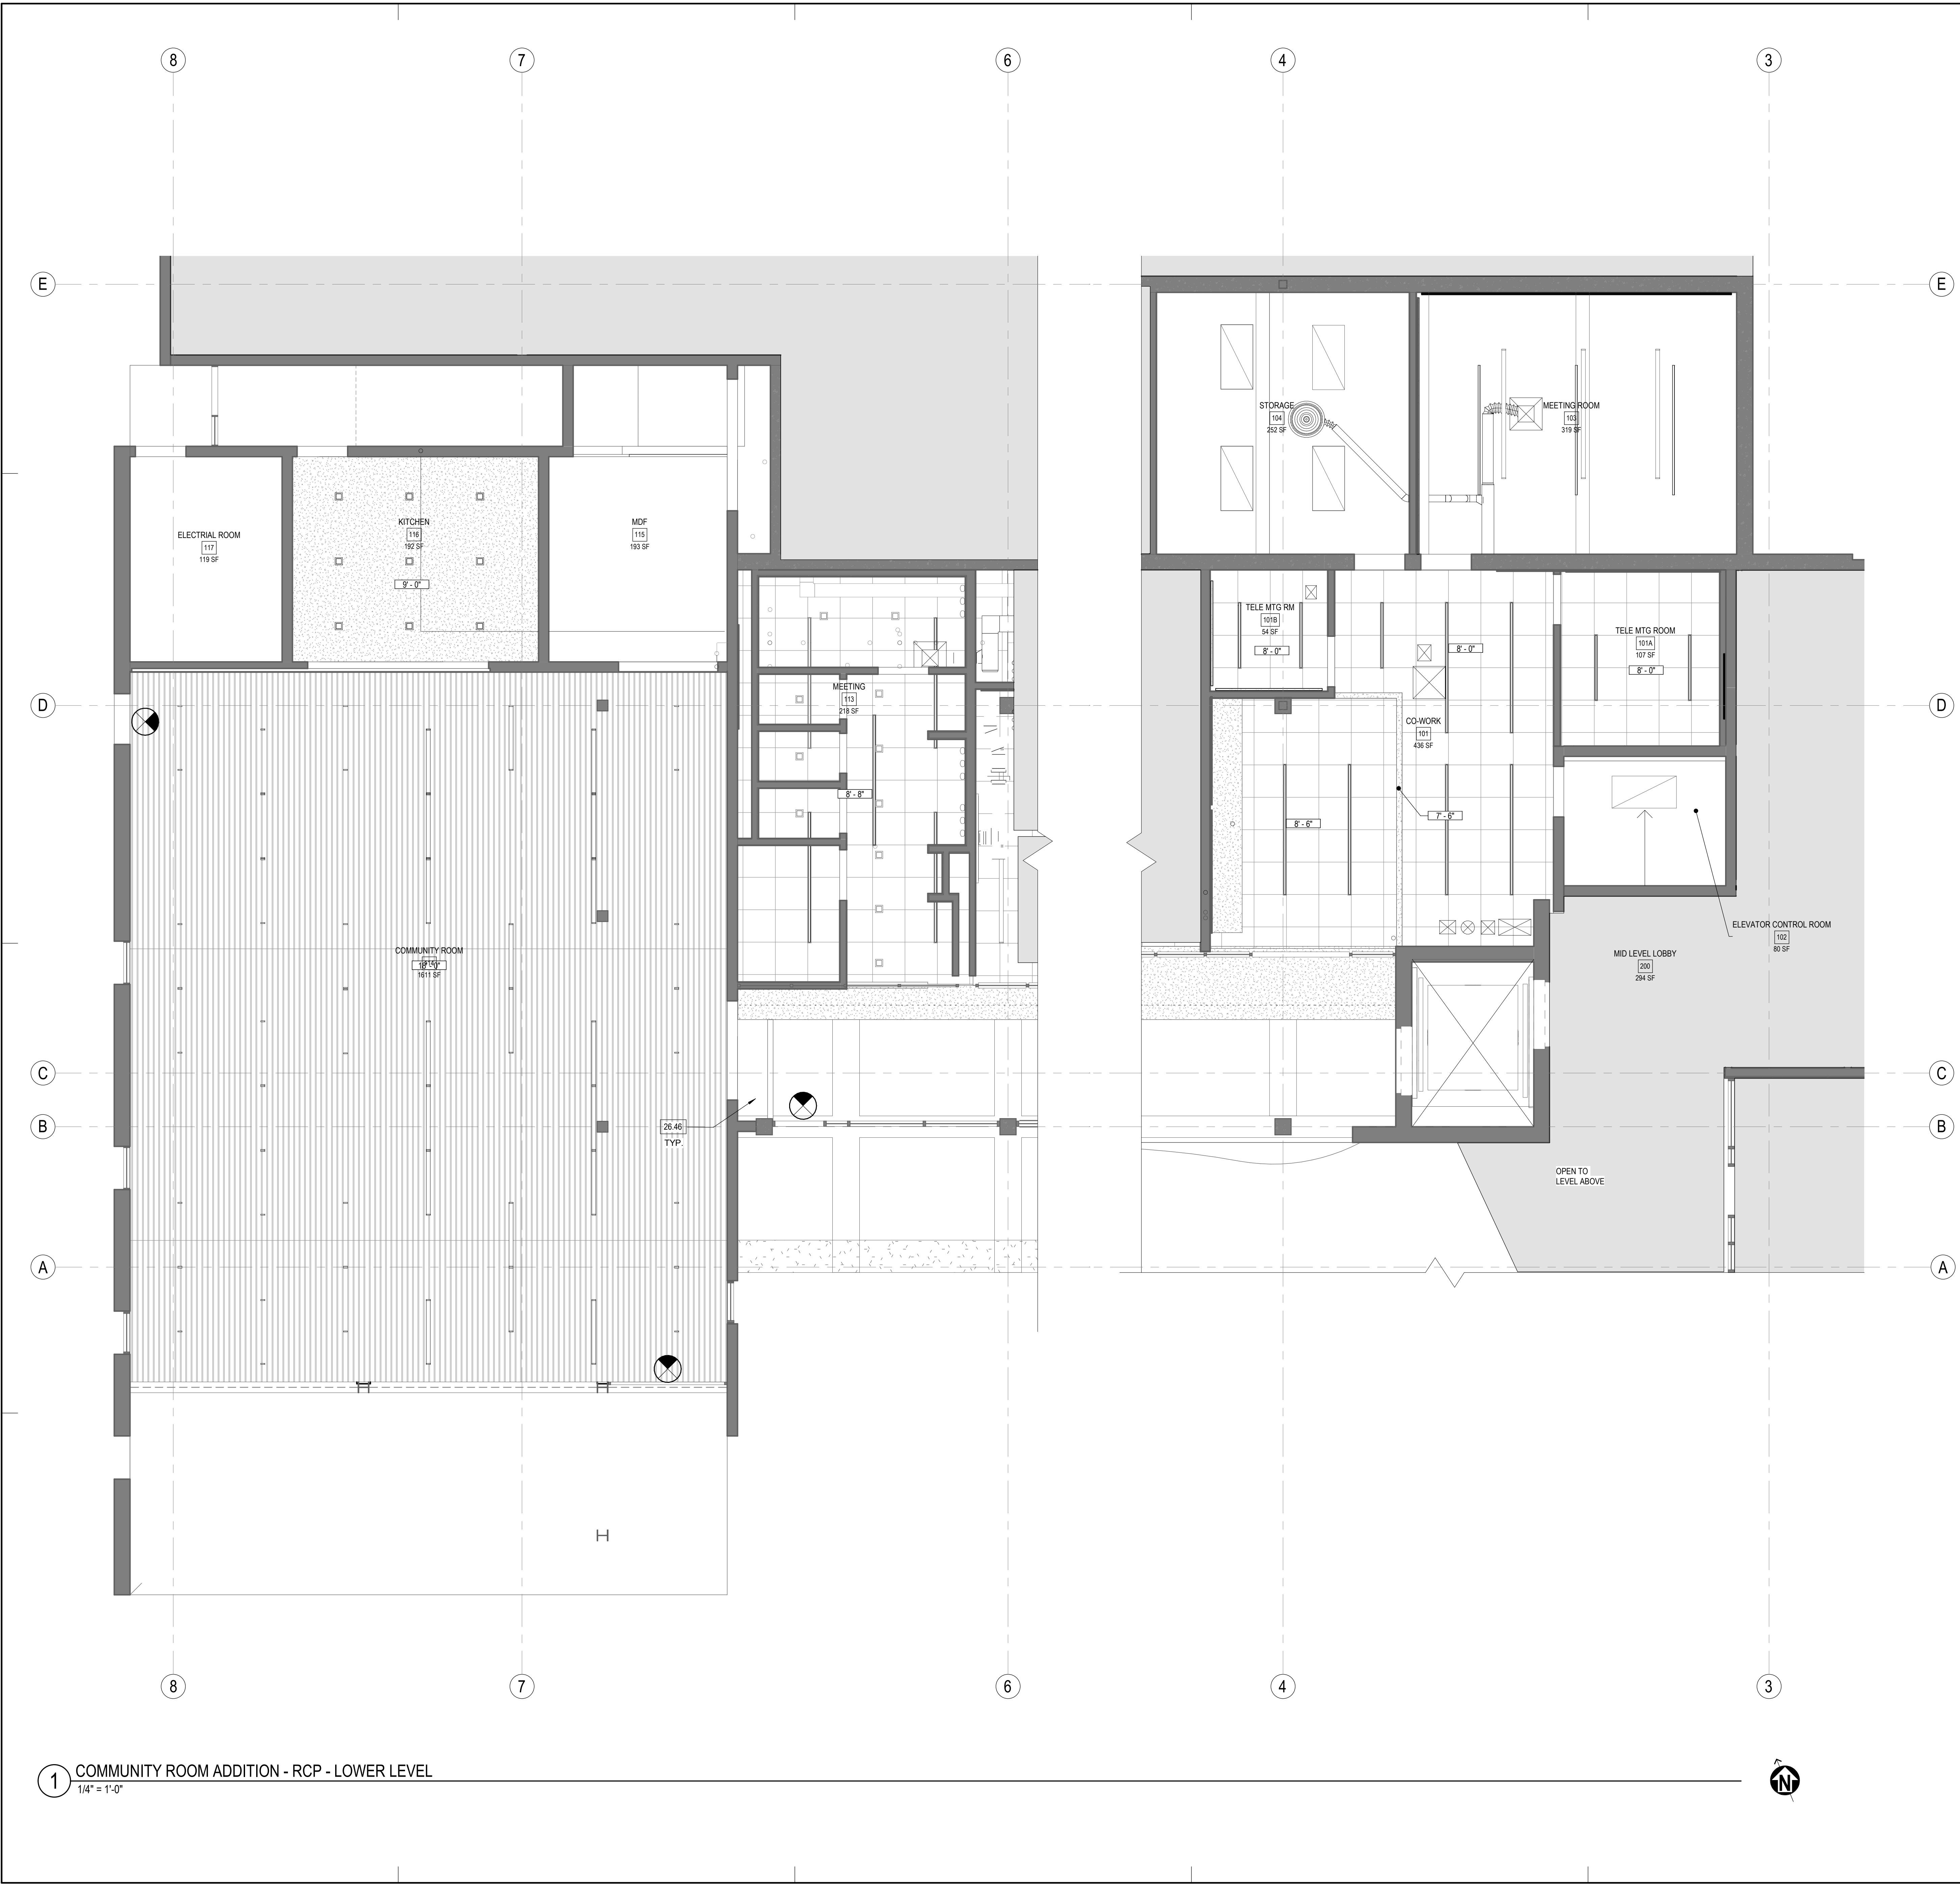 8
7
6
4
3
E
E
STORAGE
104
252 SF
MEETING ROOM
103
319 SF
ELECTRIAL ROOM
117
119 SF
KITCHEN
116
192 SF
9' - 0"
MDF
115
193 SF
TELE MTG RM
101B
54 SF
8' - 0"
8' - 0"
TELE MTG ROOM
101A
107 SF
8' - 0"
MEETING
113
218 SF
D
D
CO-WORK
101
436 SF
8' - 8"
8' - 6"
7' - 6"
COMMUNITY ROOM
1611 SF
ELEVATOR CONTROL ROOM
102
80 SF
MID LEVEL LOBBY
200
294 SF
C
C
B
B
26.46
TYP.
OPEN TO
LEVEL ABOVE
A
A
8
7
6
4
3
1
COMMUNITY ROOM ADDITION - RCP - LOWER LEVEL
1/4" = 1'-0"
N